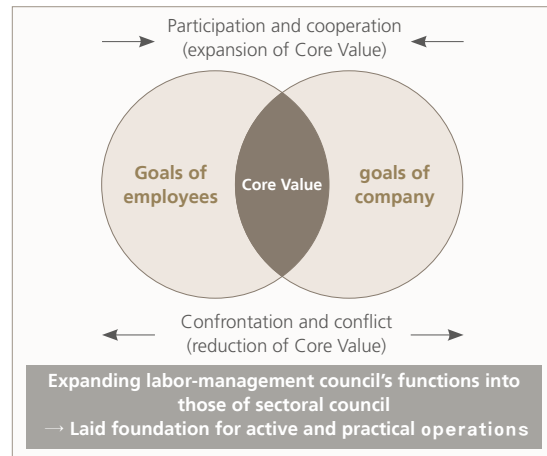 Participation and cooperation
(expansion of Core Value)
Goals of
employees
Core Value
goals of
company
Confrontation and conflict
(reduction of Core Value)
Expanding labor-management council’s functions into
those of sectoral council
→ Laid foundation for active and practical operations